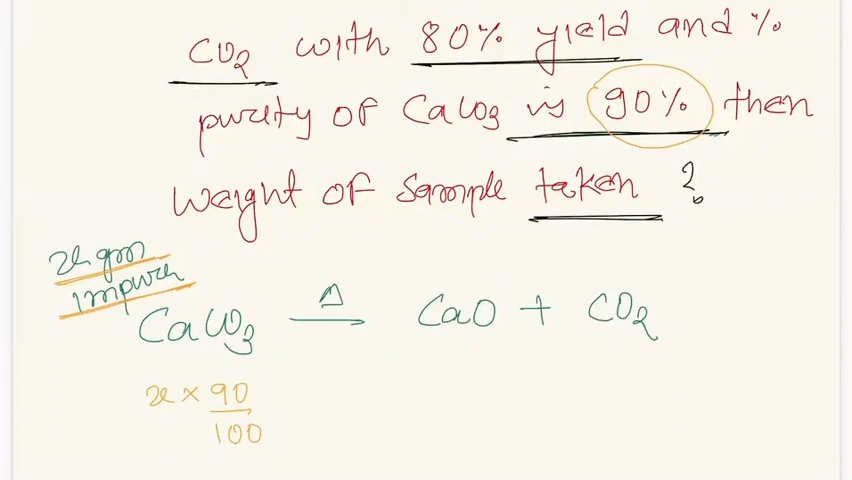 CO2 with 80% yield and %
purity of CaCO3 is 90% then
weight of sample taken ?
x gm
impure
CaCO3 Δ CaO + CO2
x × 90
100